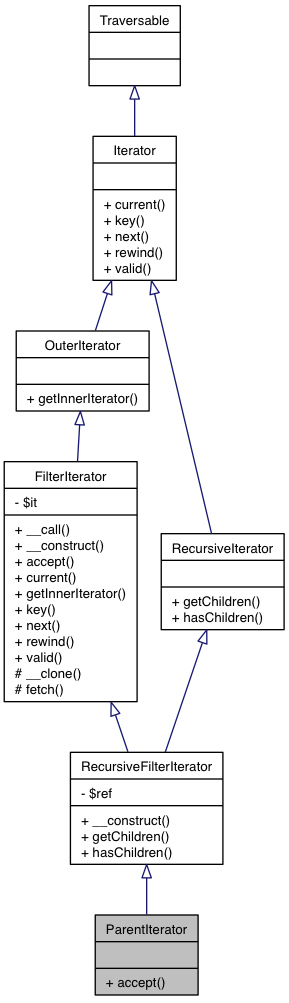 Traversable
Iterator
+ current()
+ key()
+ next()
+ rewind()
+ valid()
OuterIterator
+ getInnerIterator()
FilterIterator
- $it
+ __call()
+ __construct()
+ accept()
+ current()
+ getInnerIterator()
+ key()
+ next()
+ rewind()
+ valid()
# __clone()
# fetch()
RecursiveIterator
+ getChildren()
+ hasChildren()
RecursiveFilterIterator
- $ref
+ __construct()
+ getChildren()
+ hasChildren()
ParentIterator
+ accept()